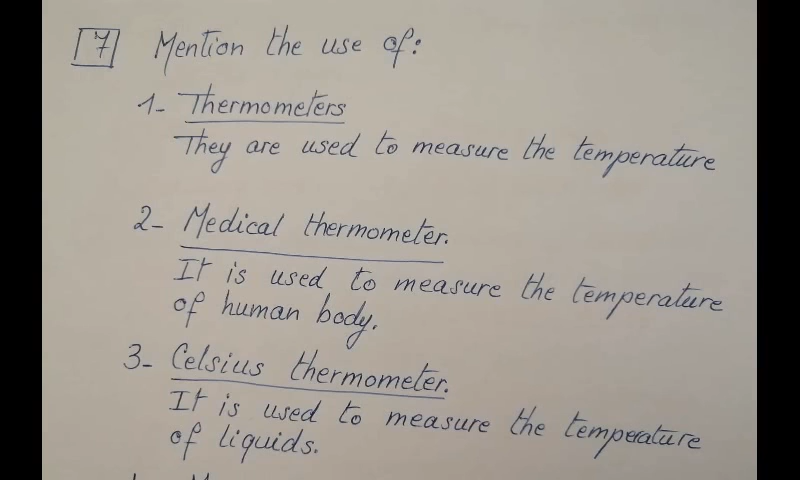 7 Mention the use of:
1- Thermometers
They are used to measure the temperature
2- Medical thermometer.
It is used to measure the temperature
of human body.
3- Celsius thermometer.
It is used to measure the temperature
of liquids.